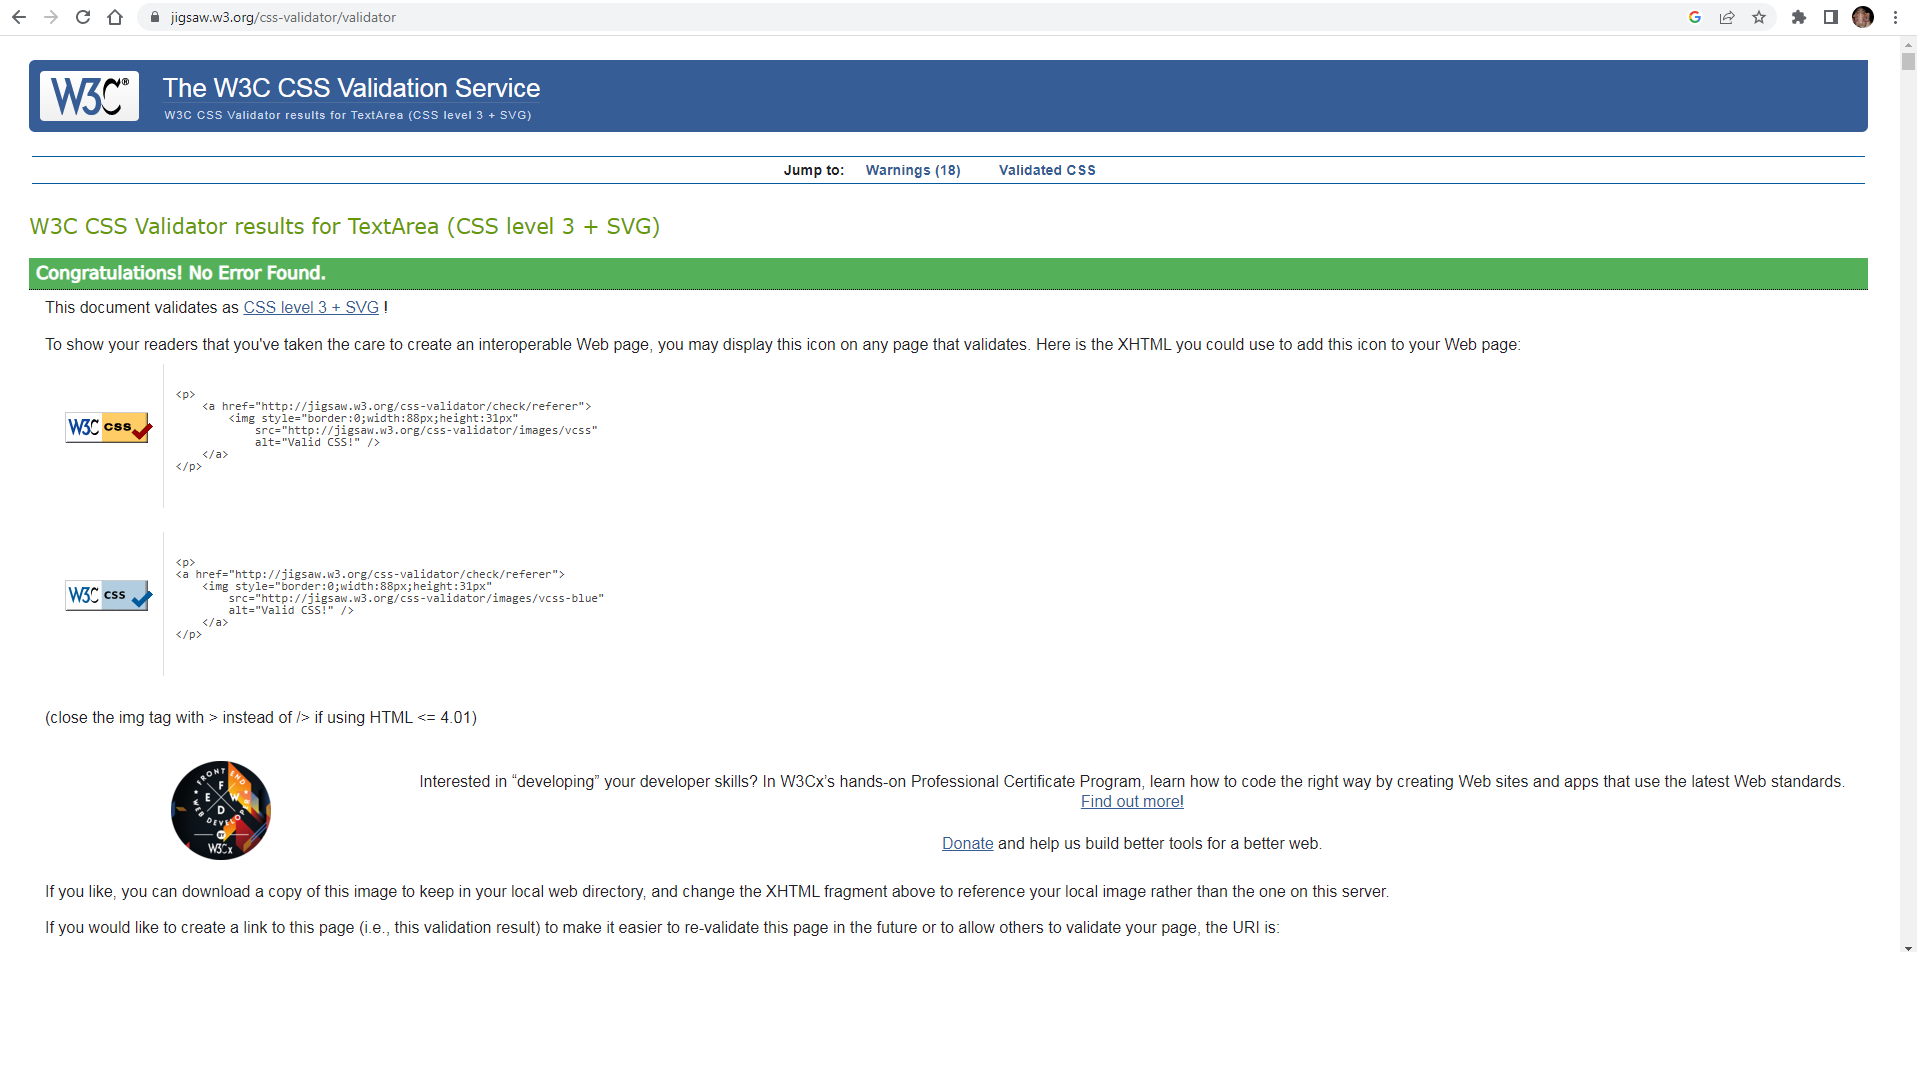 jigsaw.w3.org/css-validator/validator
W3C®
The W3C CSS Validation Service
W3C CSS Validator results for TextArea (CSS level 3 + SVG)
Jump to: Warnings (18) Validated CSS
W3C CSS Validator results for TextArea (CSS level 3 + SVG)
Congratulations! No Error Found.
This document validates as CSS level 3 + SVG !
To show your readers that you've taken the care to create an interoperable Web page, you may display this icon on any page that validates. Here is the XHTML you could use to add this icon to your Web page:
W3C css
<p>
    <a href="http://jigsaw.w3.org/css-validator/check/referer">
        <img style="border:0;width:88px;height:31px"
            src="http://jigsaw.w3.org/css-validator/images/vcss"
            alt="Valid CSS!" />
    </a>
</p>
W3C css
<p>
<a href="http://jigsaw.w3.org/css-validator/check/referer">
    <img style="border:0;width:88px;height:31px"
        src="http://jigsaw.w3.org/css-validator/images/vcss-blue"
        alt="Valid CSS!" />
    </a>
</p>
(close the img tag with > instead of /> if using HTML <= 4.01)
FRONT END
F
E W
D
WEB DEVELOPER
BY
W3Cx
Interested in “developing” your developer skills? In W3Cx’s hands-on Professional Certificate Program, learn how to code the right way by creating Web sites and apps that use the latest Web standards.
Find out more!
Donate and help us build better tools for a better web.
If you like, you can download a copy of this image to keep in your local web directory, and change the XHTML fragment above to reference your local image rather than the one on this server.
If you would like to create a link to this page (i.e., this validation result) to make it easier to re-validate this page in the future or to allow others to validate your page, the URI is: